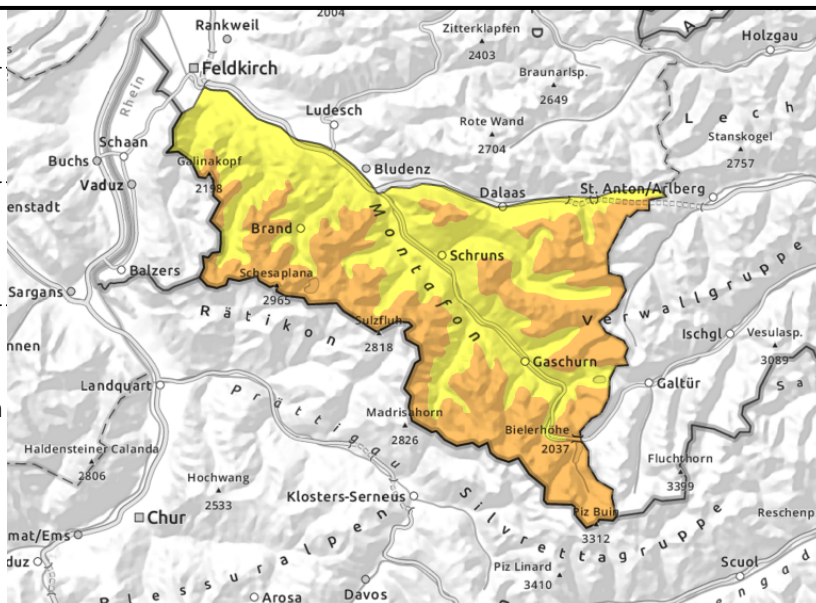 2004
Rankweil
Zitterklapfen
2403
Holzgau
Feldkirch
Braunarlsp.
2649
Rhein
Ludesch
Rote Wand
2704
Lech
Stanskogel
2757
Schaan
Buchs
Galinakopf
2198
Bludenz
Vaduz
Dalaas
St. Anton/Arlberg
enstadt
Brand
Montafon
Schruns
Balzers
Schesaplana
2965
Sargans
Rätikon
Sulzfluh
2818
Verwallgruppe
Ischgl
Vesulasp.
3089
nnen
Gaschurn
Landquart
Galtür
Sa
Prättigau
Madrisahorn
2826
Bielerhöhe
2037
Haldensteiner Calanda
2806
Hochwang
2533
Fluchthorn
3399
Klosters-Serneus
Silvrettagruppe
Piz Buin
3312
Reschenp
Chur
mat/Ems
duz
Plessuralpen
Piz Linard
3410
Scuol
Arosa
Davos
engad